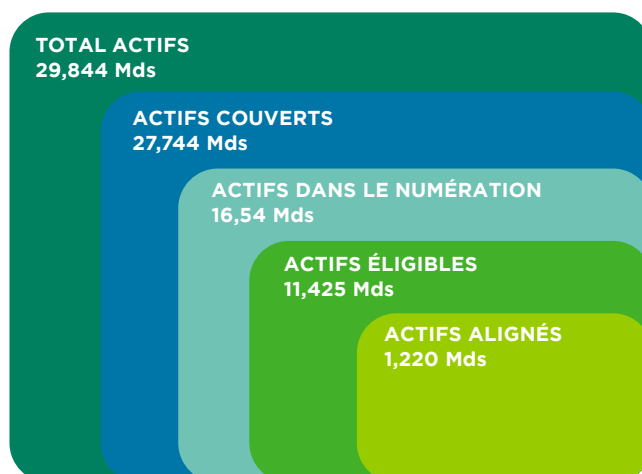 TOTAL ACTIFS
29,844 Mds
ACTIFS COUVERTS
27,744 Mds
ACTIFS DANS LE NUMÉRATION
16,54 Mds
ACTIFS ÉLIGIBLES
11,425 Mds
ACTIFS ALIGNÉS
1,220 Mds